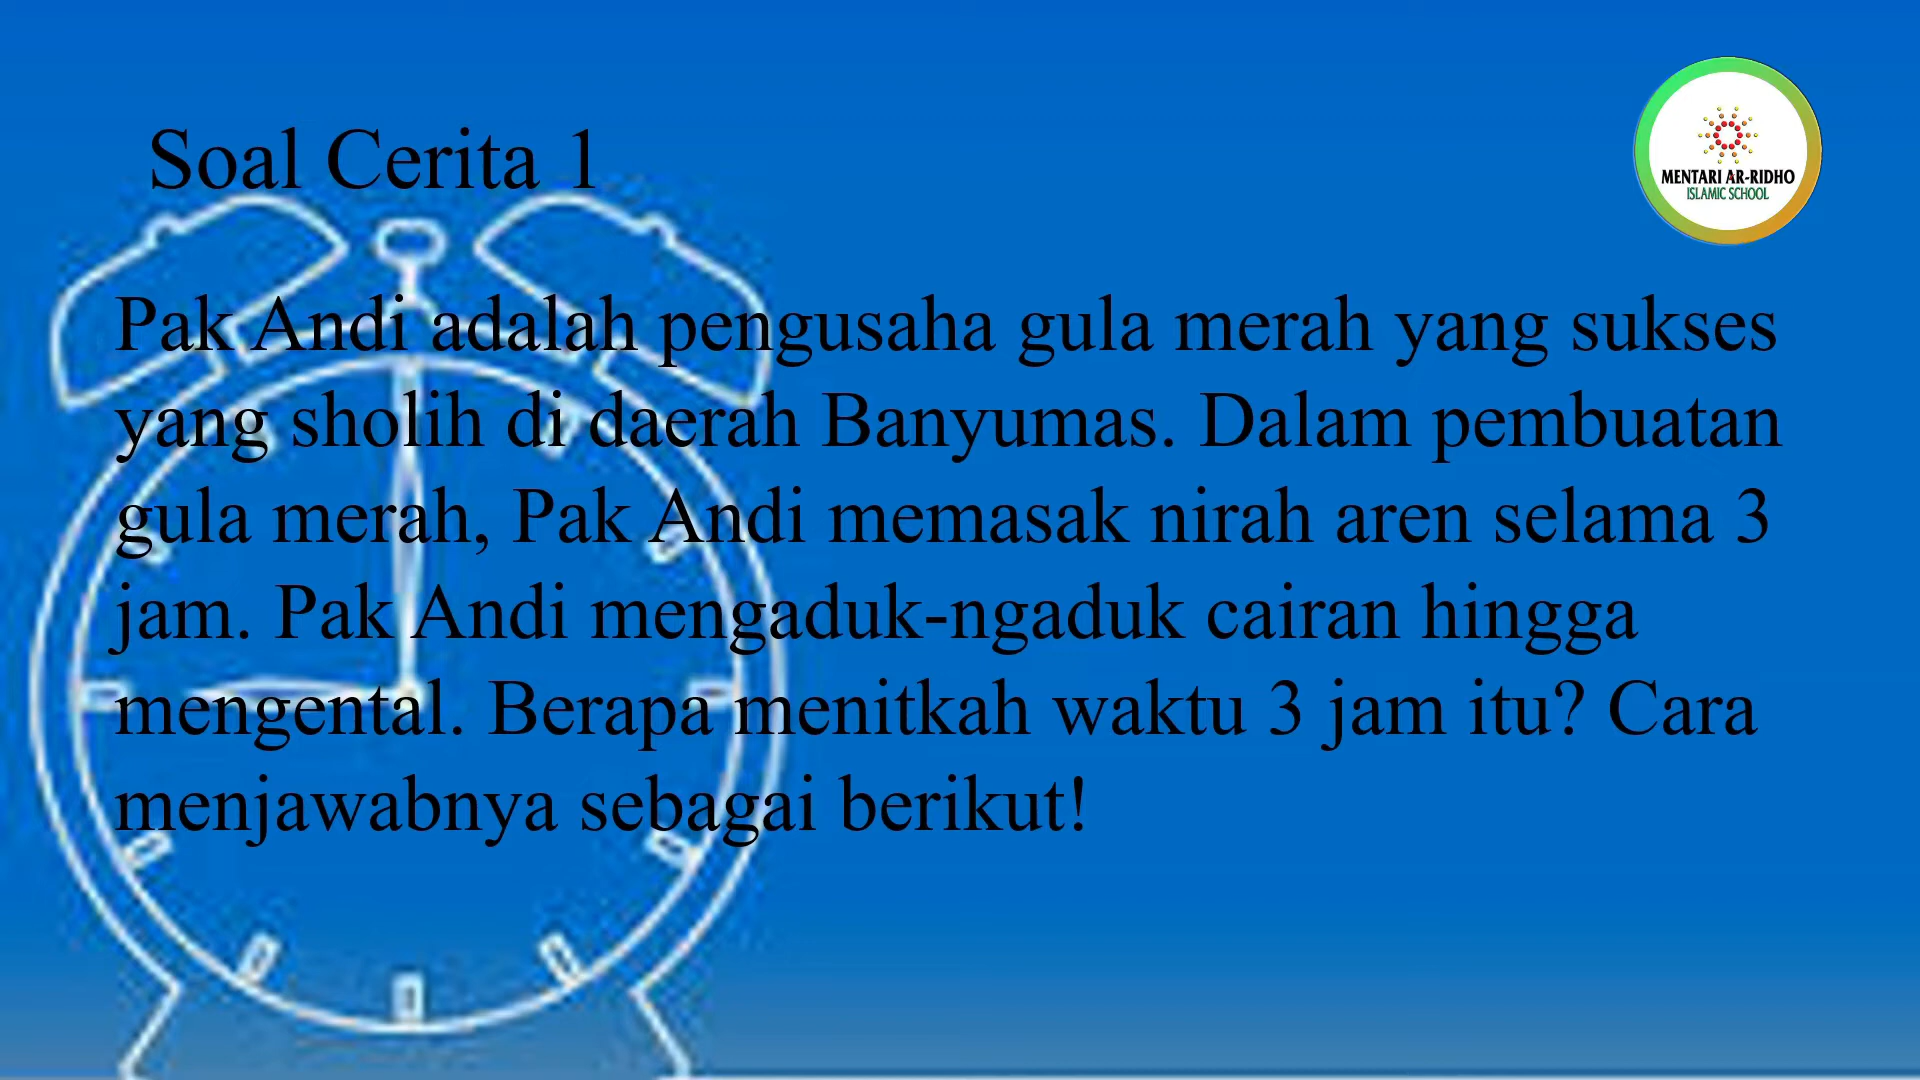 Soal Cerita 1
MENTARI AR-RIDHO
ISLAMIC SCHOOL
Pak Andi adalah pengusaha gula merah yang sukses
yang sholih di daerah Banyumas. Dalam pembuatan
gula merah, Pak Andi memasak nirah aren selama 3
jam. Pak Andi mengaduk-ngaduk cairan hingga
mengental. Berapa menitkah waktu 3 jam itu? Cara
menjawabnya sebagai berikut!